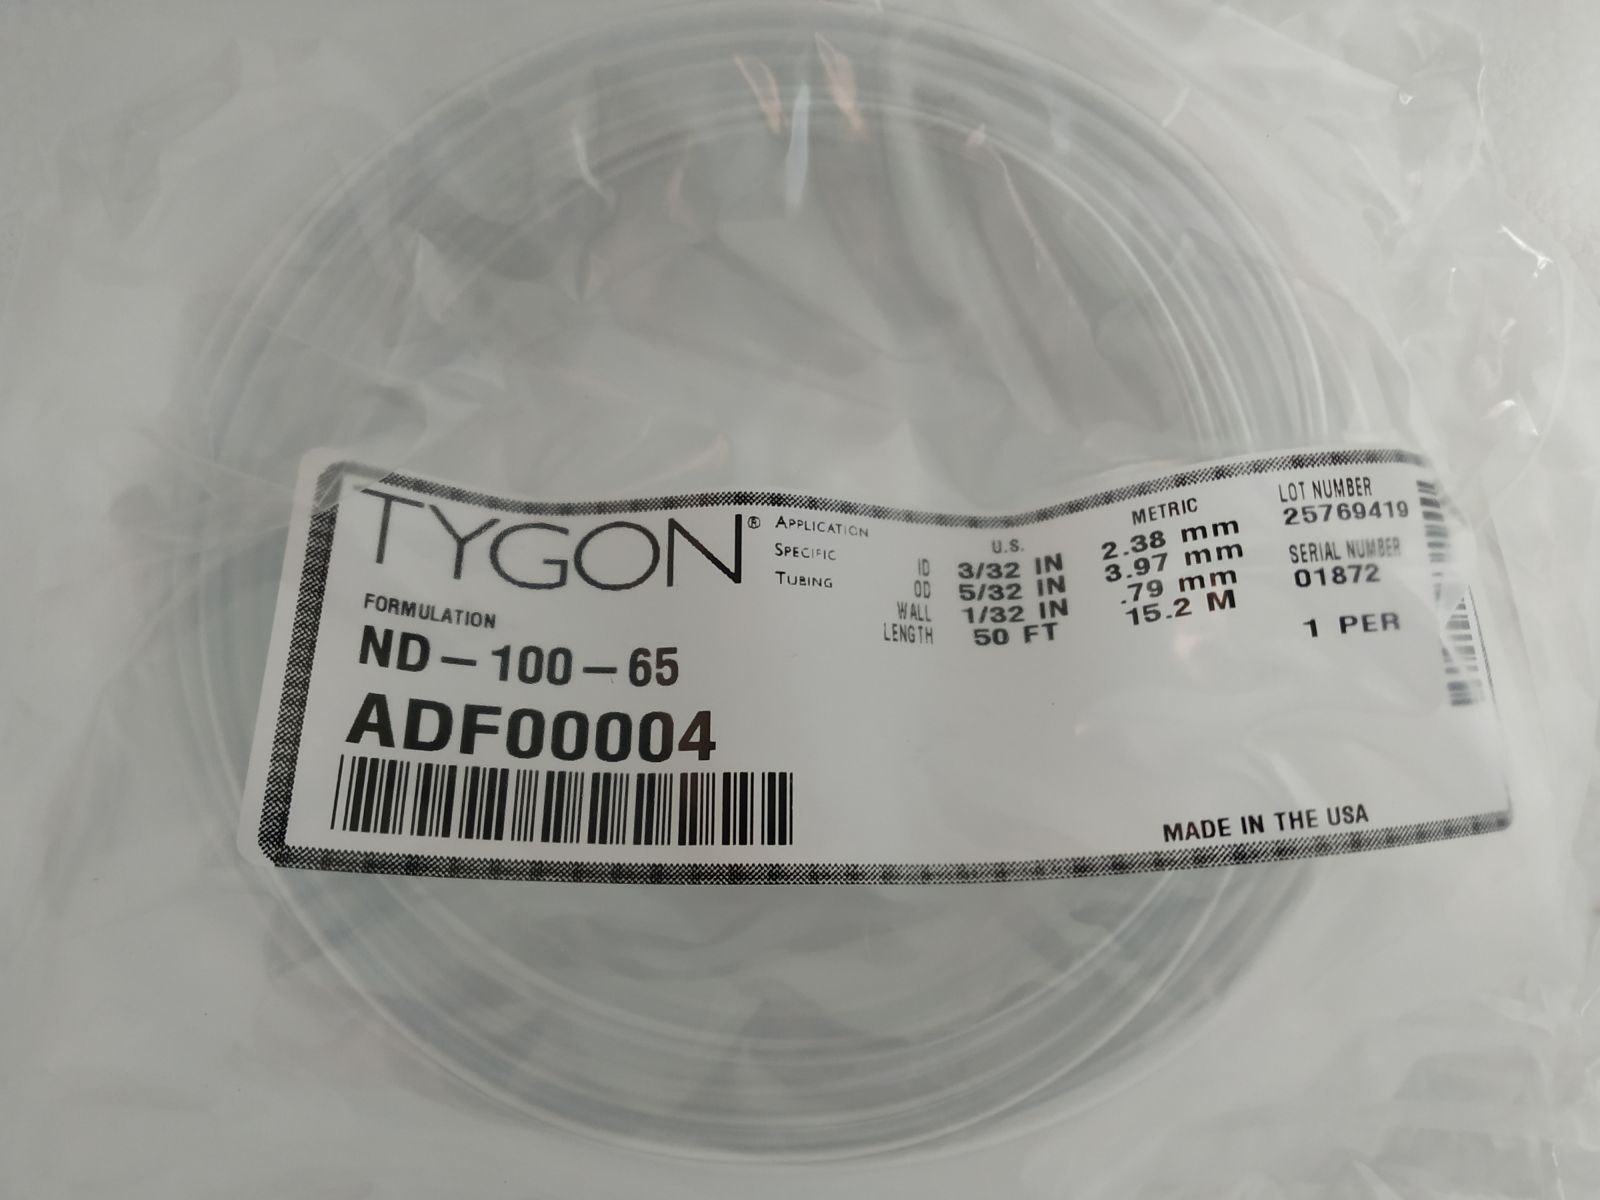 TYGON®
APPLICATION
SPECIFIC
TUBING
FORMULATION
ND-100-65
ADF00004
U.S. METRIC
ID 3/32 IN 2.38 mm
OD 5/32 IN 3.97 mm
WALL 1/32 IN .79 mm
LENGTH 50 FT 15.2 M
LOT NUMBER
25769419
SERIAL NUMBER
01872
1 PER
MADE IN THE USA